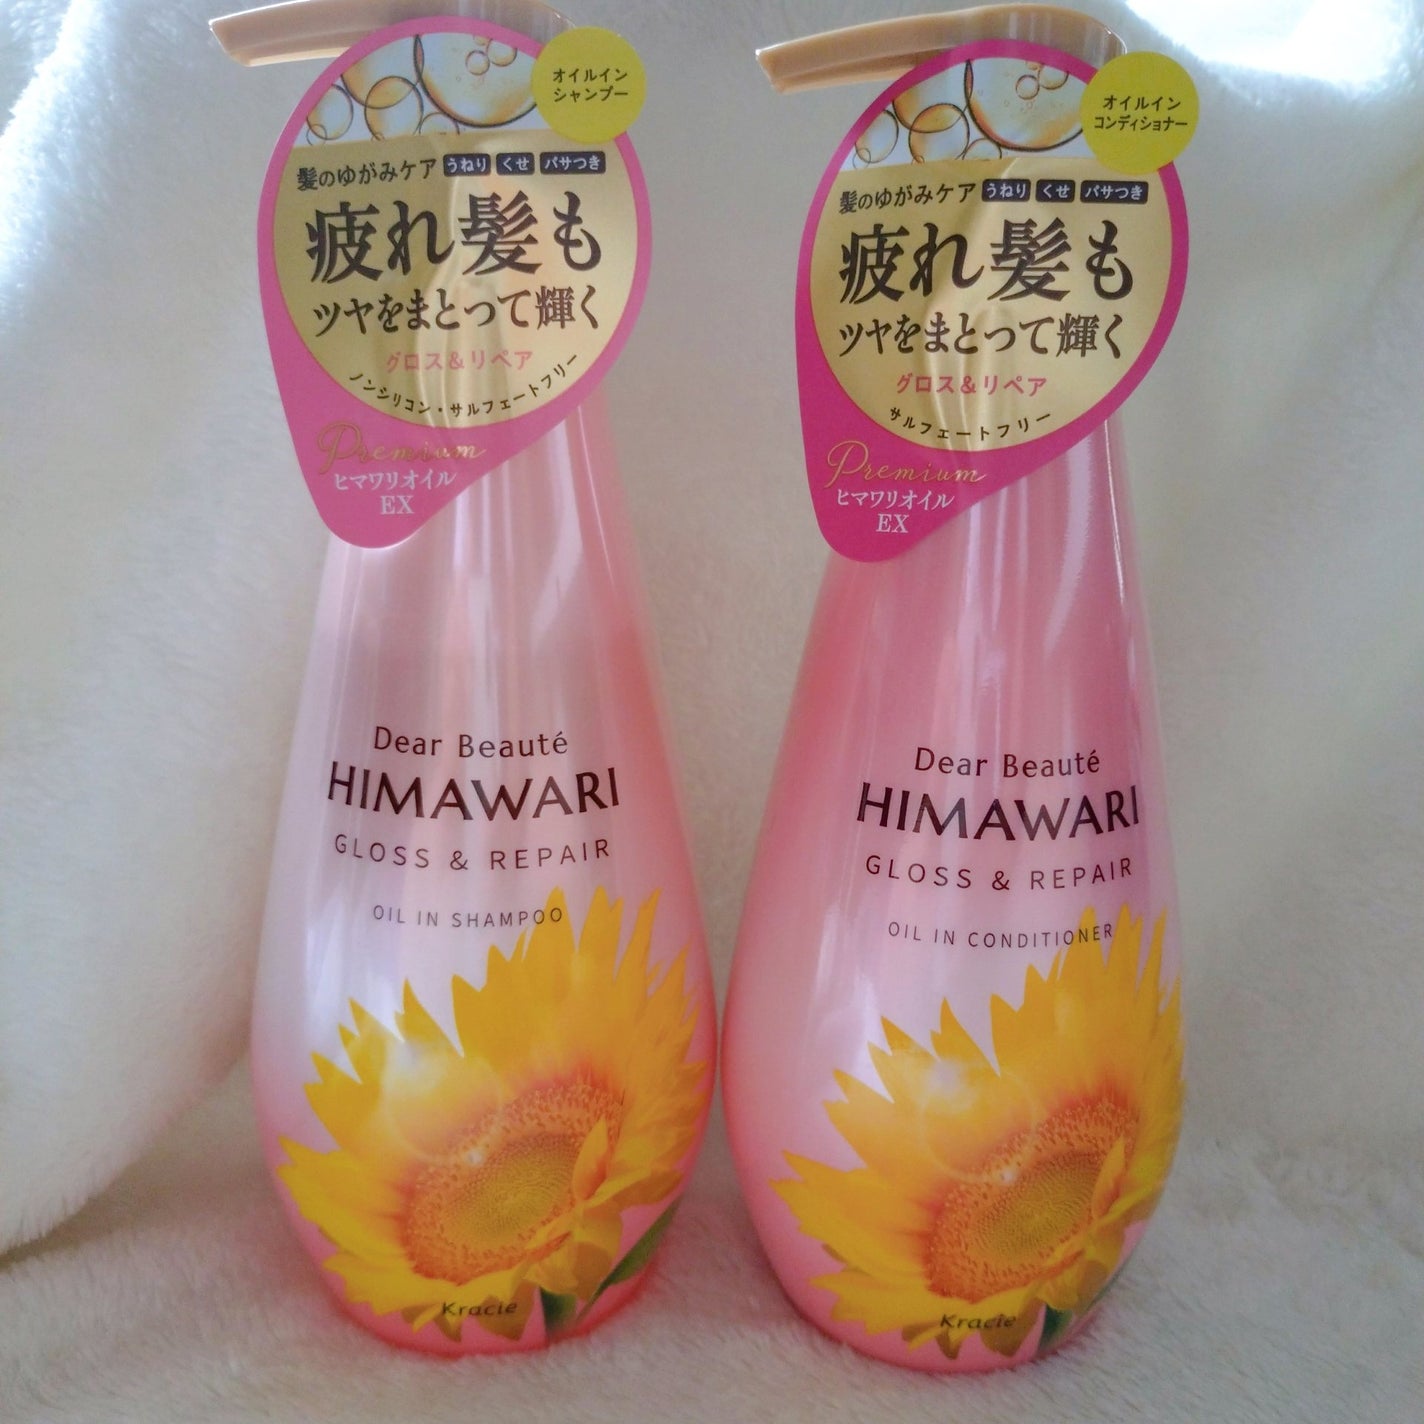 オイルイン
シャンプー
髪のゆがみケア うねり くせ パサつき
疲れ髪も
ツヤをまとって輝く
グロス&リペア
ノンシリコン・サルフェートフリー
Premium
ヒマワリオイル
EX
Dear Beauté
HIMAWARI
GLOSS & REPAIR
OIL IN SHAMPOO
Kracie
オイルイン
コンディショナー
髪のゆがみケア うねり くせ パサつき
疲れ髪も
ツヤをまとって輝く
グロス&リペア
サルフェートフリー
Premium
ヒマワリオイル
EX
Dear Beauté
HIMAWARI
GLOSS & REPAIR
OIL IN CONDITIONER
Kracie